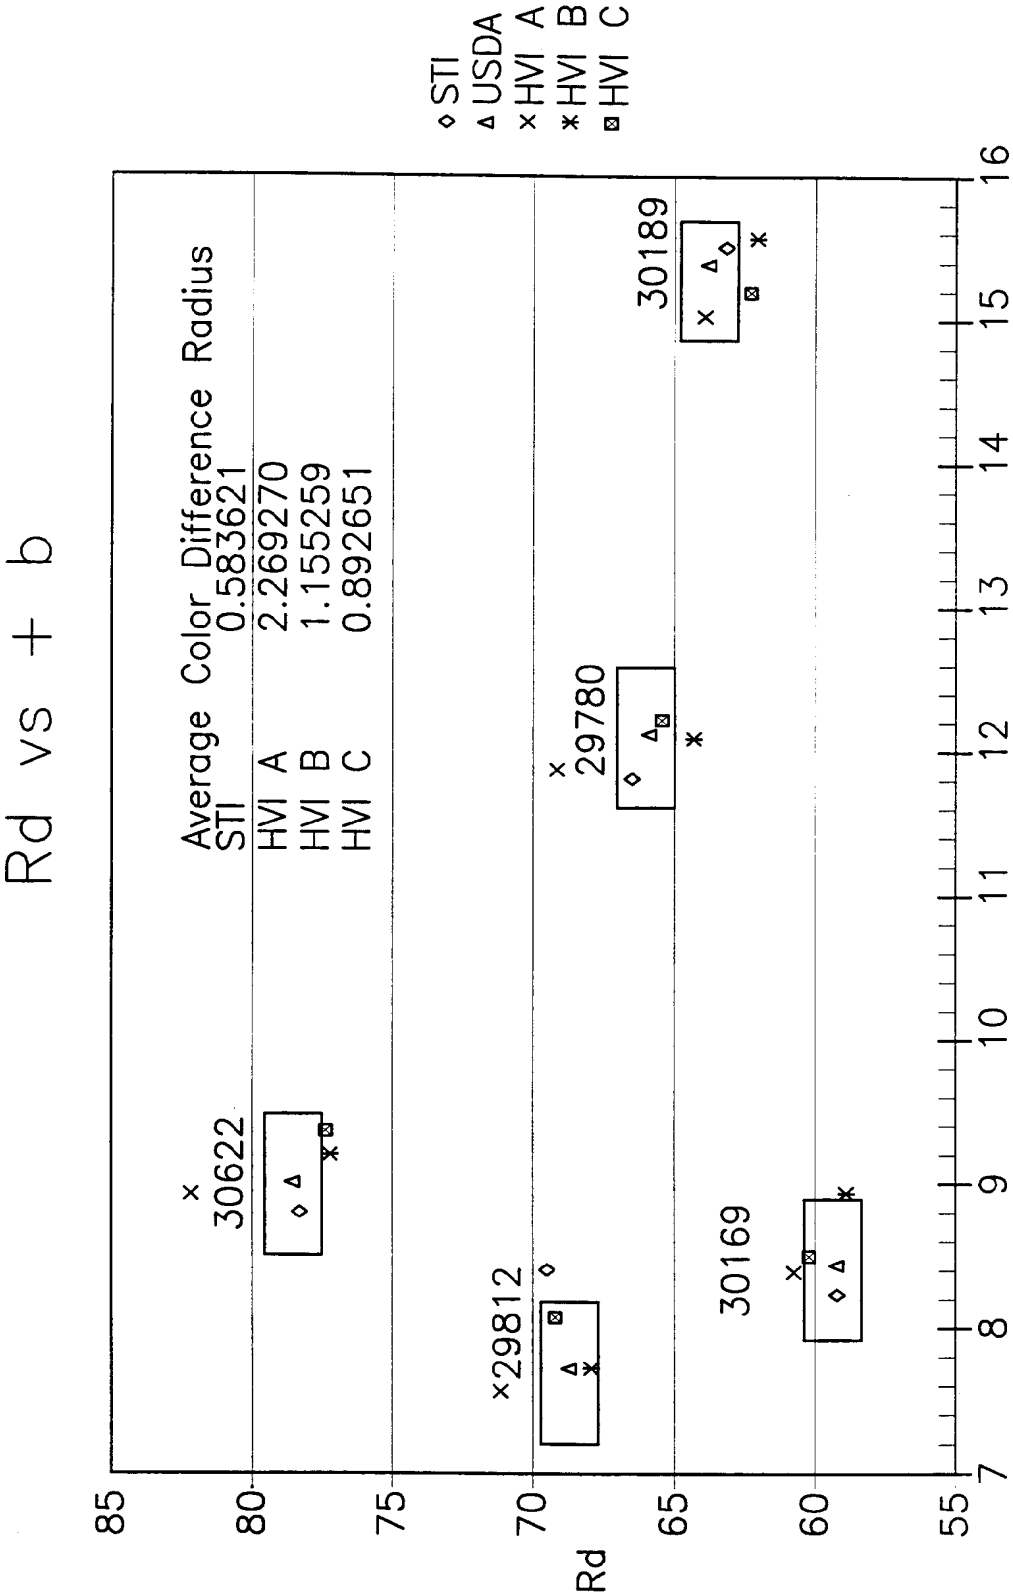 Rd vs + b
Average Color Difference Radius
STI 0.583621
HVI A 2.269270
HVI B 1.155259
HVI C 0.892651
30622
29812
30169
29780
30189
85
80
75
70
65
60
55
Rd
7
8
9
10
11
12
13
14
15
16
STI
USDA
HVI A
HVI B
HVI C